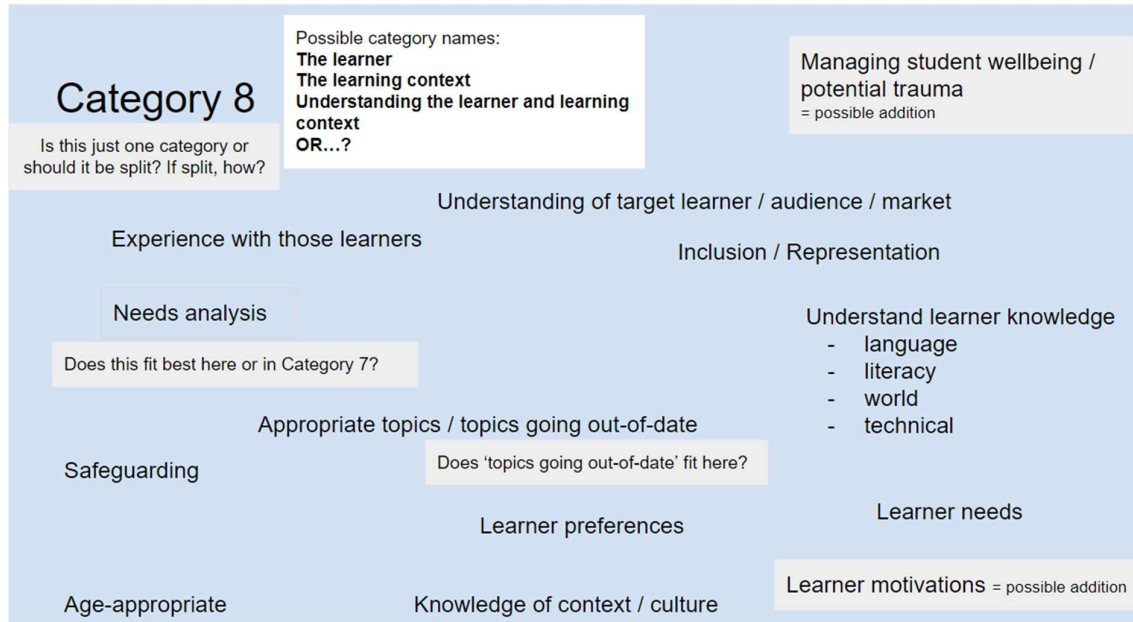 Category 8
Is this just one category or
should it be split? If split, how?
Possible category names:
The learner
The learning context
Understanding the learner and learning
context
OR…?
Managing student wellbeing /
potential trauma
= possible addition
Understanding of target learner / audience / market
Experience with those learners
Inclusion / Representation
Needs analysis
Does this fit best here or in Category 7?
Understand learner knowledge
- language
- literacy
- world
- technical
Appropriate topics / topics going out-of-date
Does ‘topics going out-of-date’ fit here?
Safeguarding
Learner preferences
Learner needs
Learner motivations = possible addition
Age-appropriate
Knowledge of context / culture